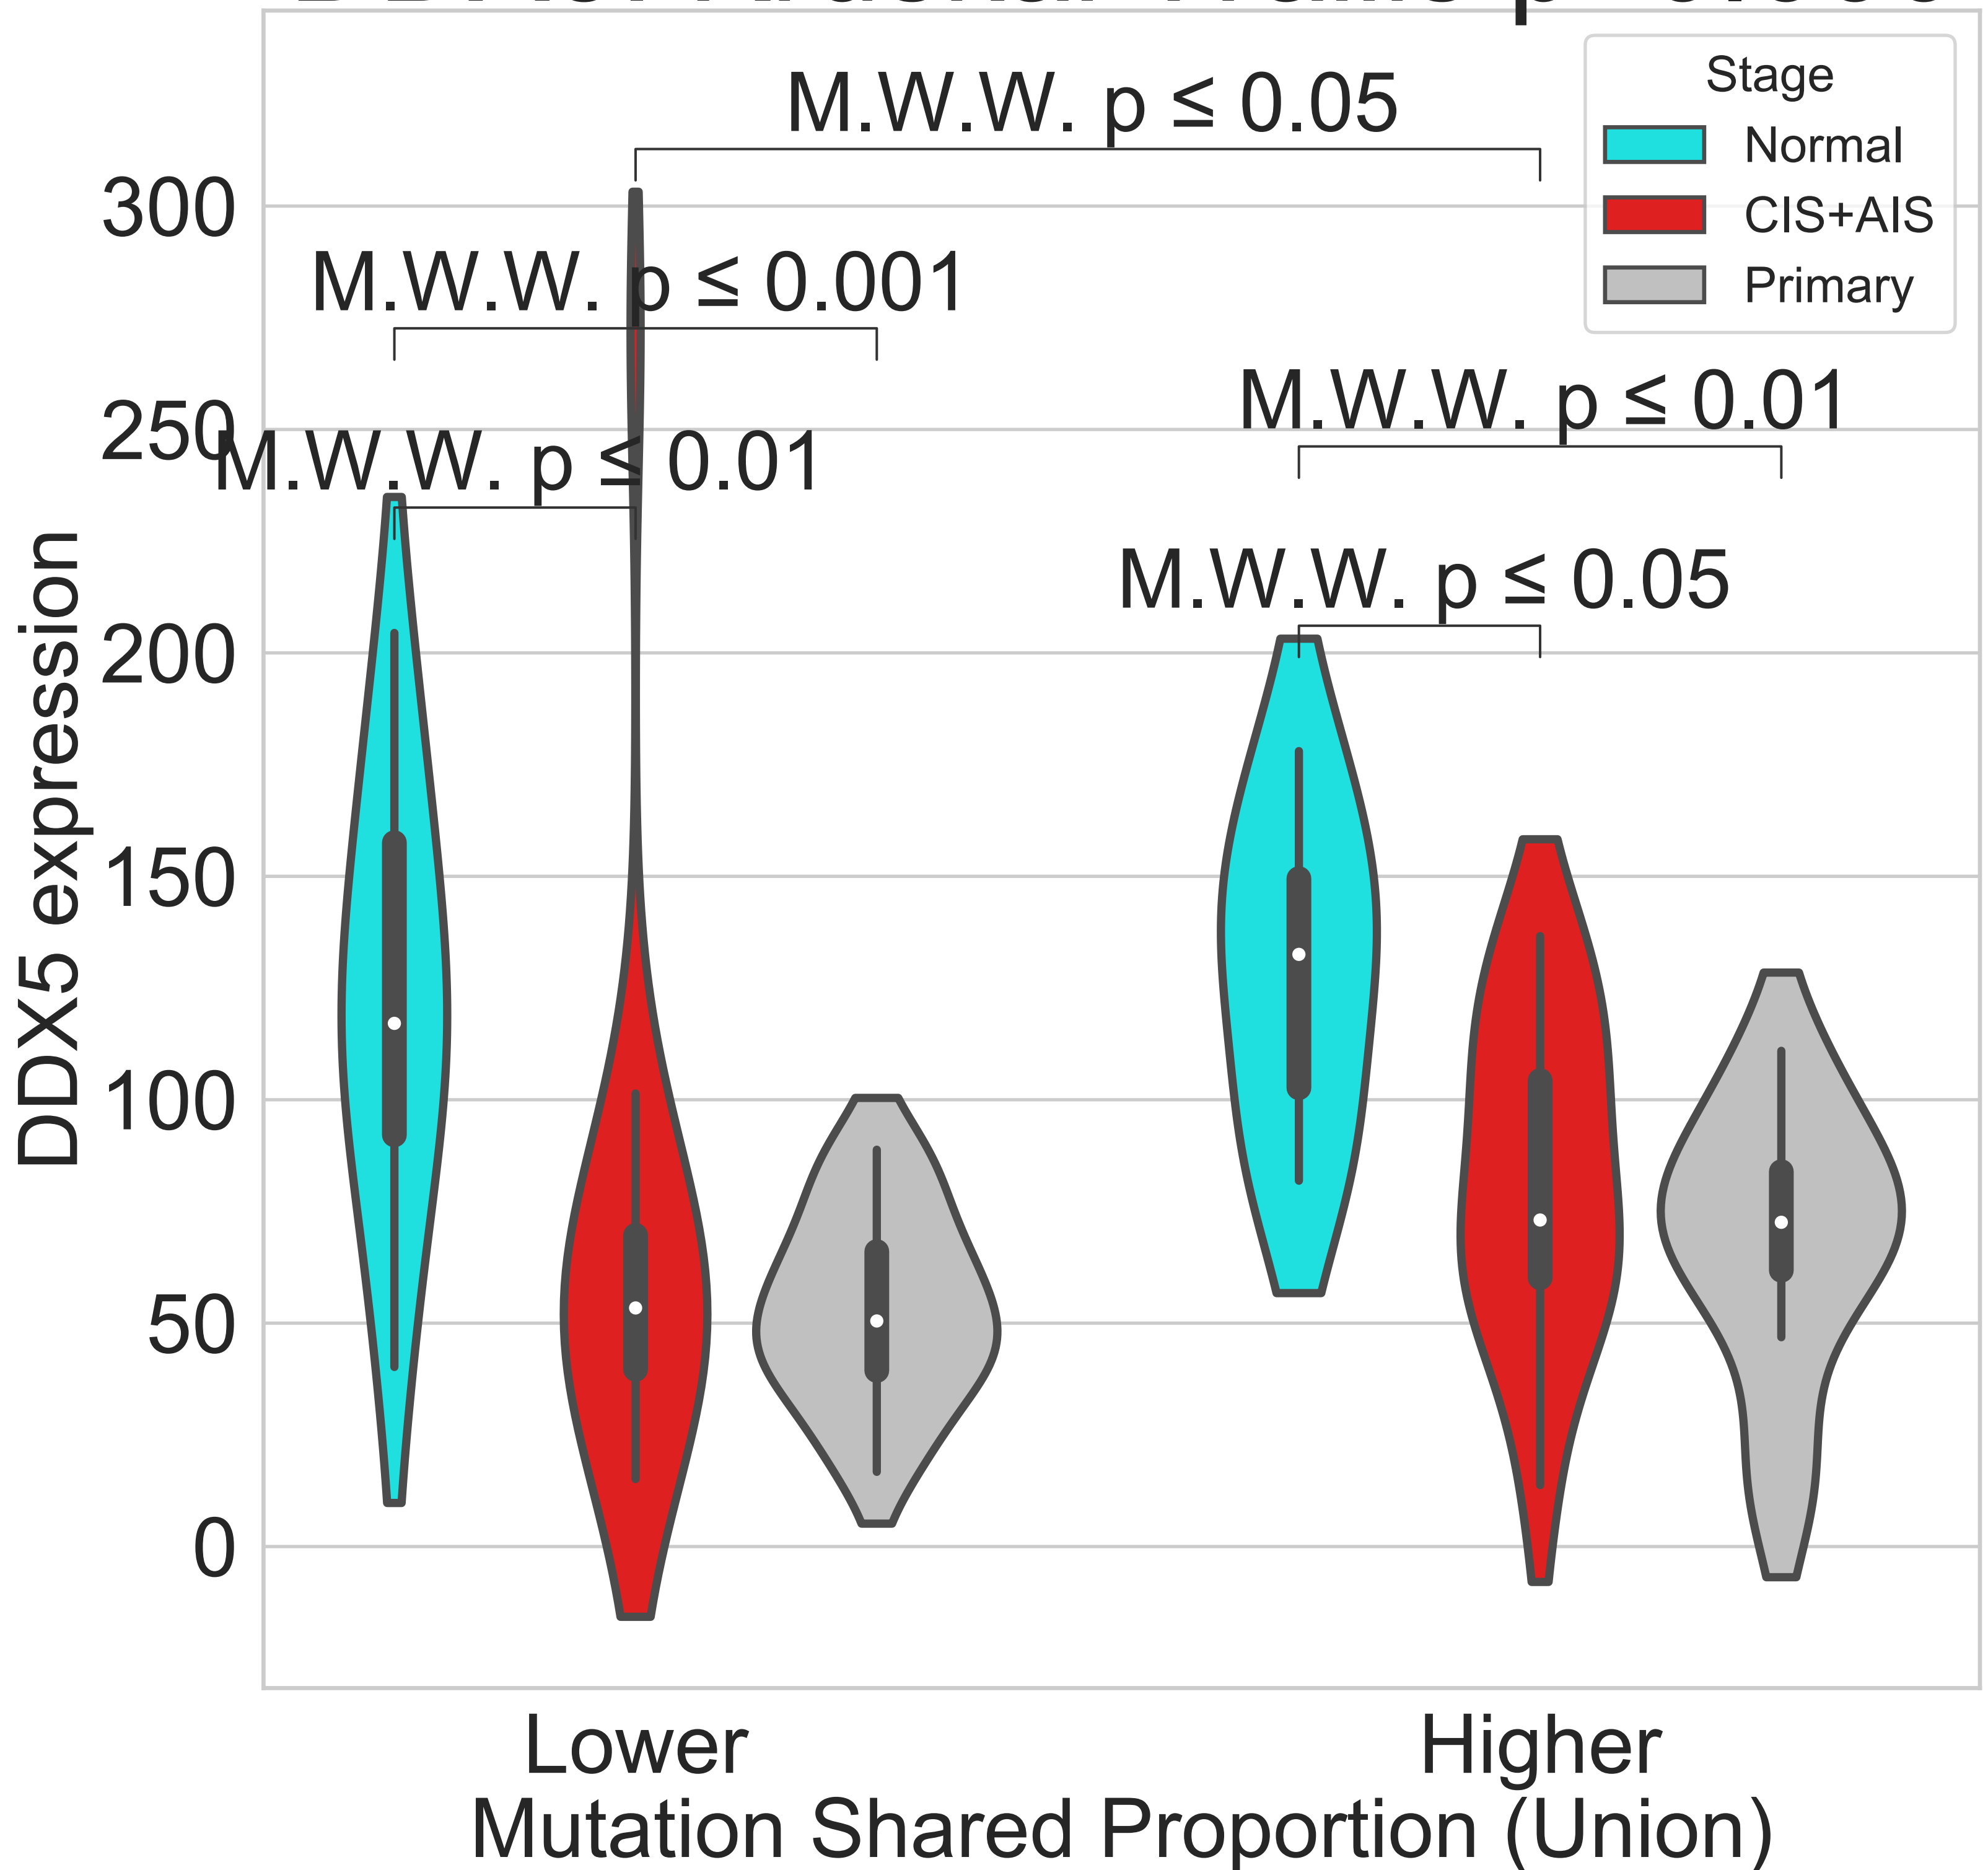 M.W.W. p ≤ 0.05
Stage
Normal
CIS+AIS
Primary
300
M.W.W. p ≤ 0.001
M.W.W. p ≤ 0.01
250
M.W.W. p ≤ 0.01
M.W.W. p ≤ 0.05
200
150
100
50
0
DDX5 expression
Lower
Higher
Mutation Shared Proportion (Union)